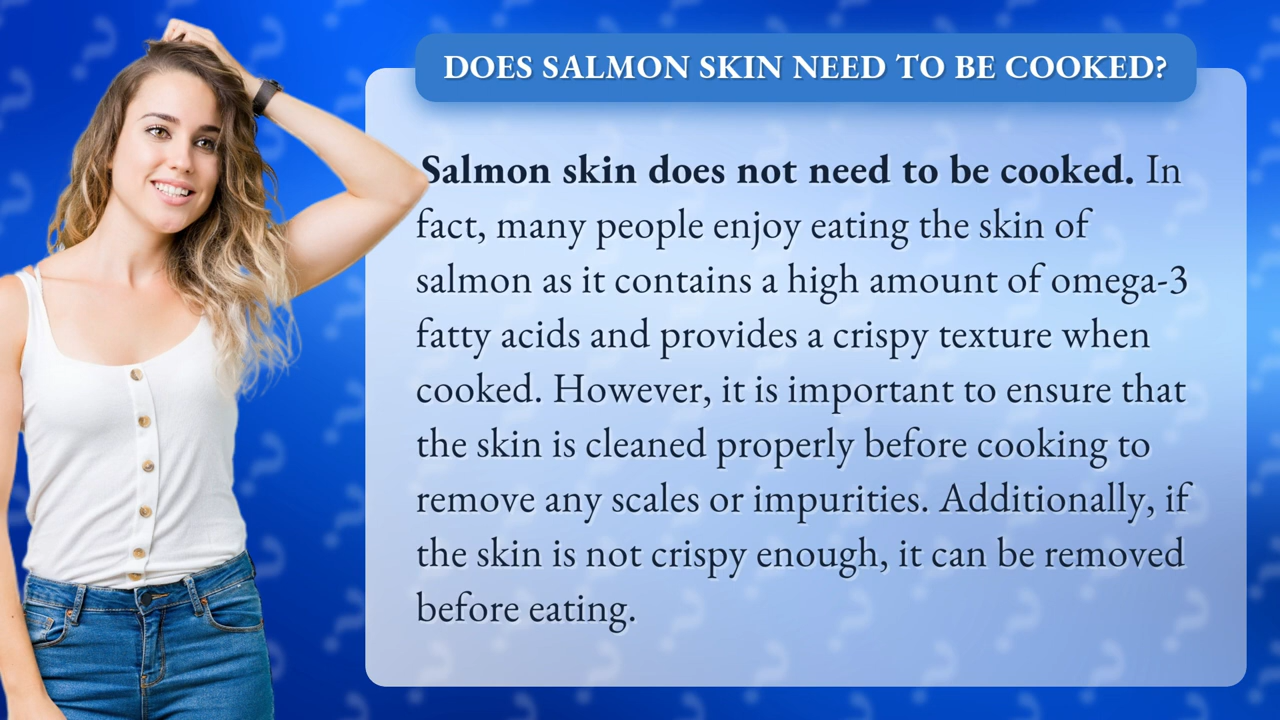 DOES SALMON SKIN NEED TO BE COOKED?
Salmon skin does not need to be cooked. In
fact, many people enjoy eating the skin of
salmon as it contains a high amount of omega-3
fatty acids and provides a crispy texture when
cooked. However, it is important to ensure that
the skin is cleaned properly before cooking to
remove any scales or impurities. Additionally, if
the skin is not crispy enough, it can be removed
before eating.